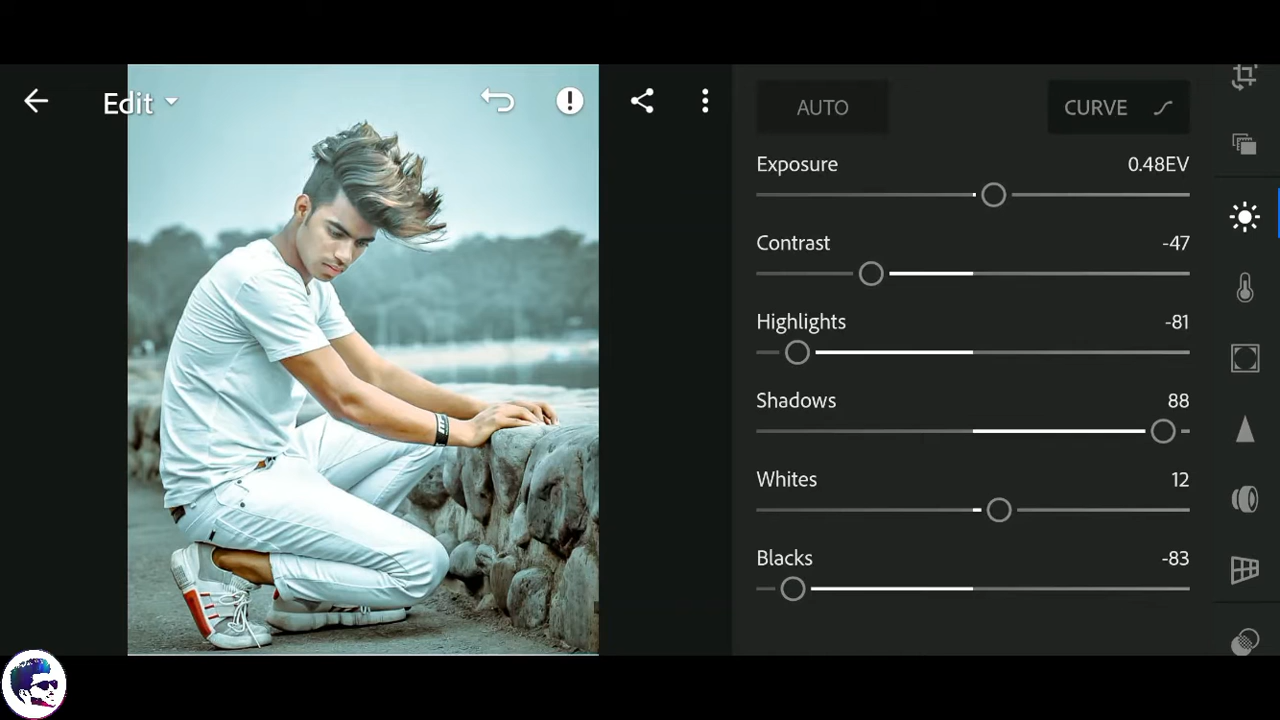 Edit
AUTO
CURVE
Exposure 0.48EV
Contrast -47
Highlights -81
Shadows 88
Whites 12
Blacks -83